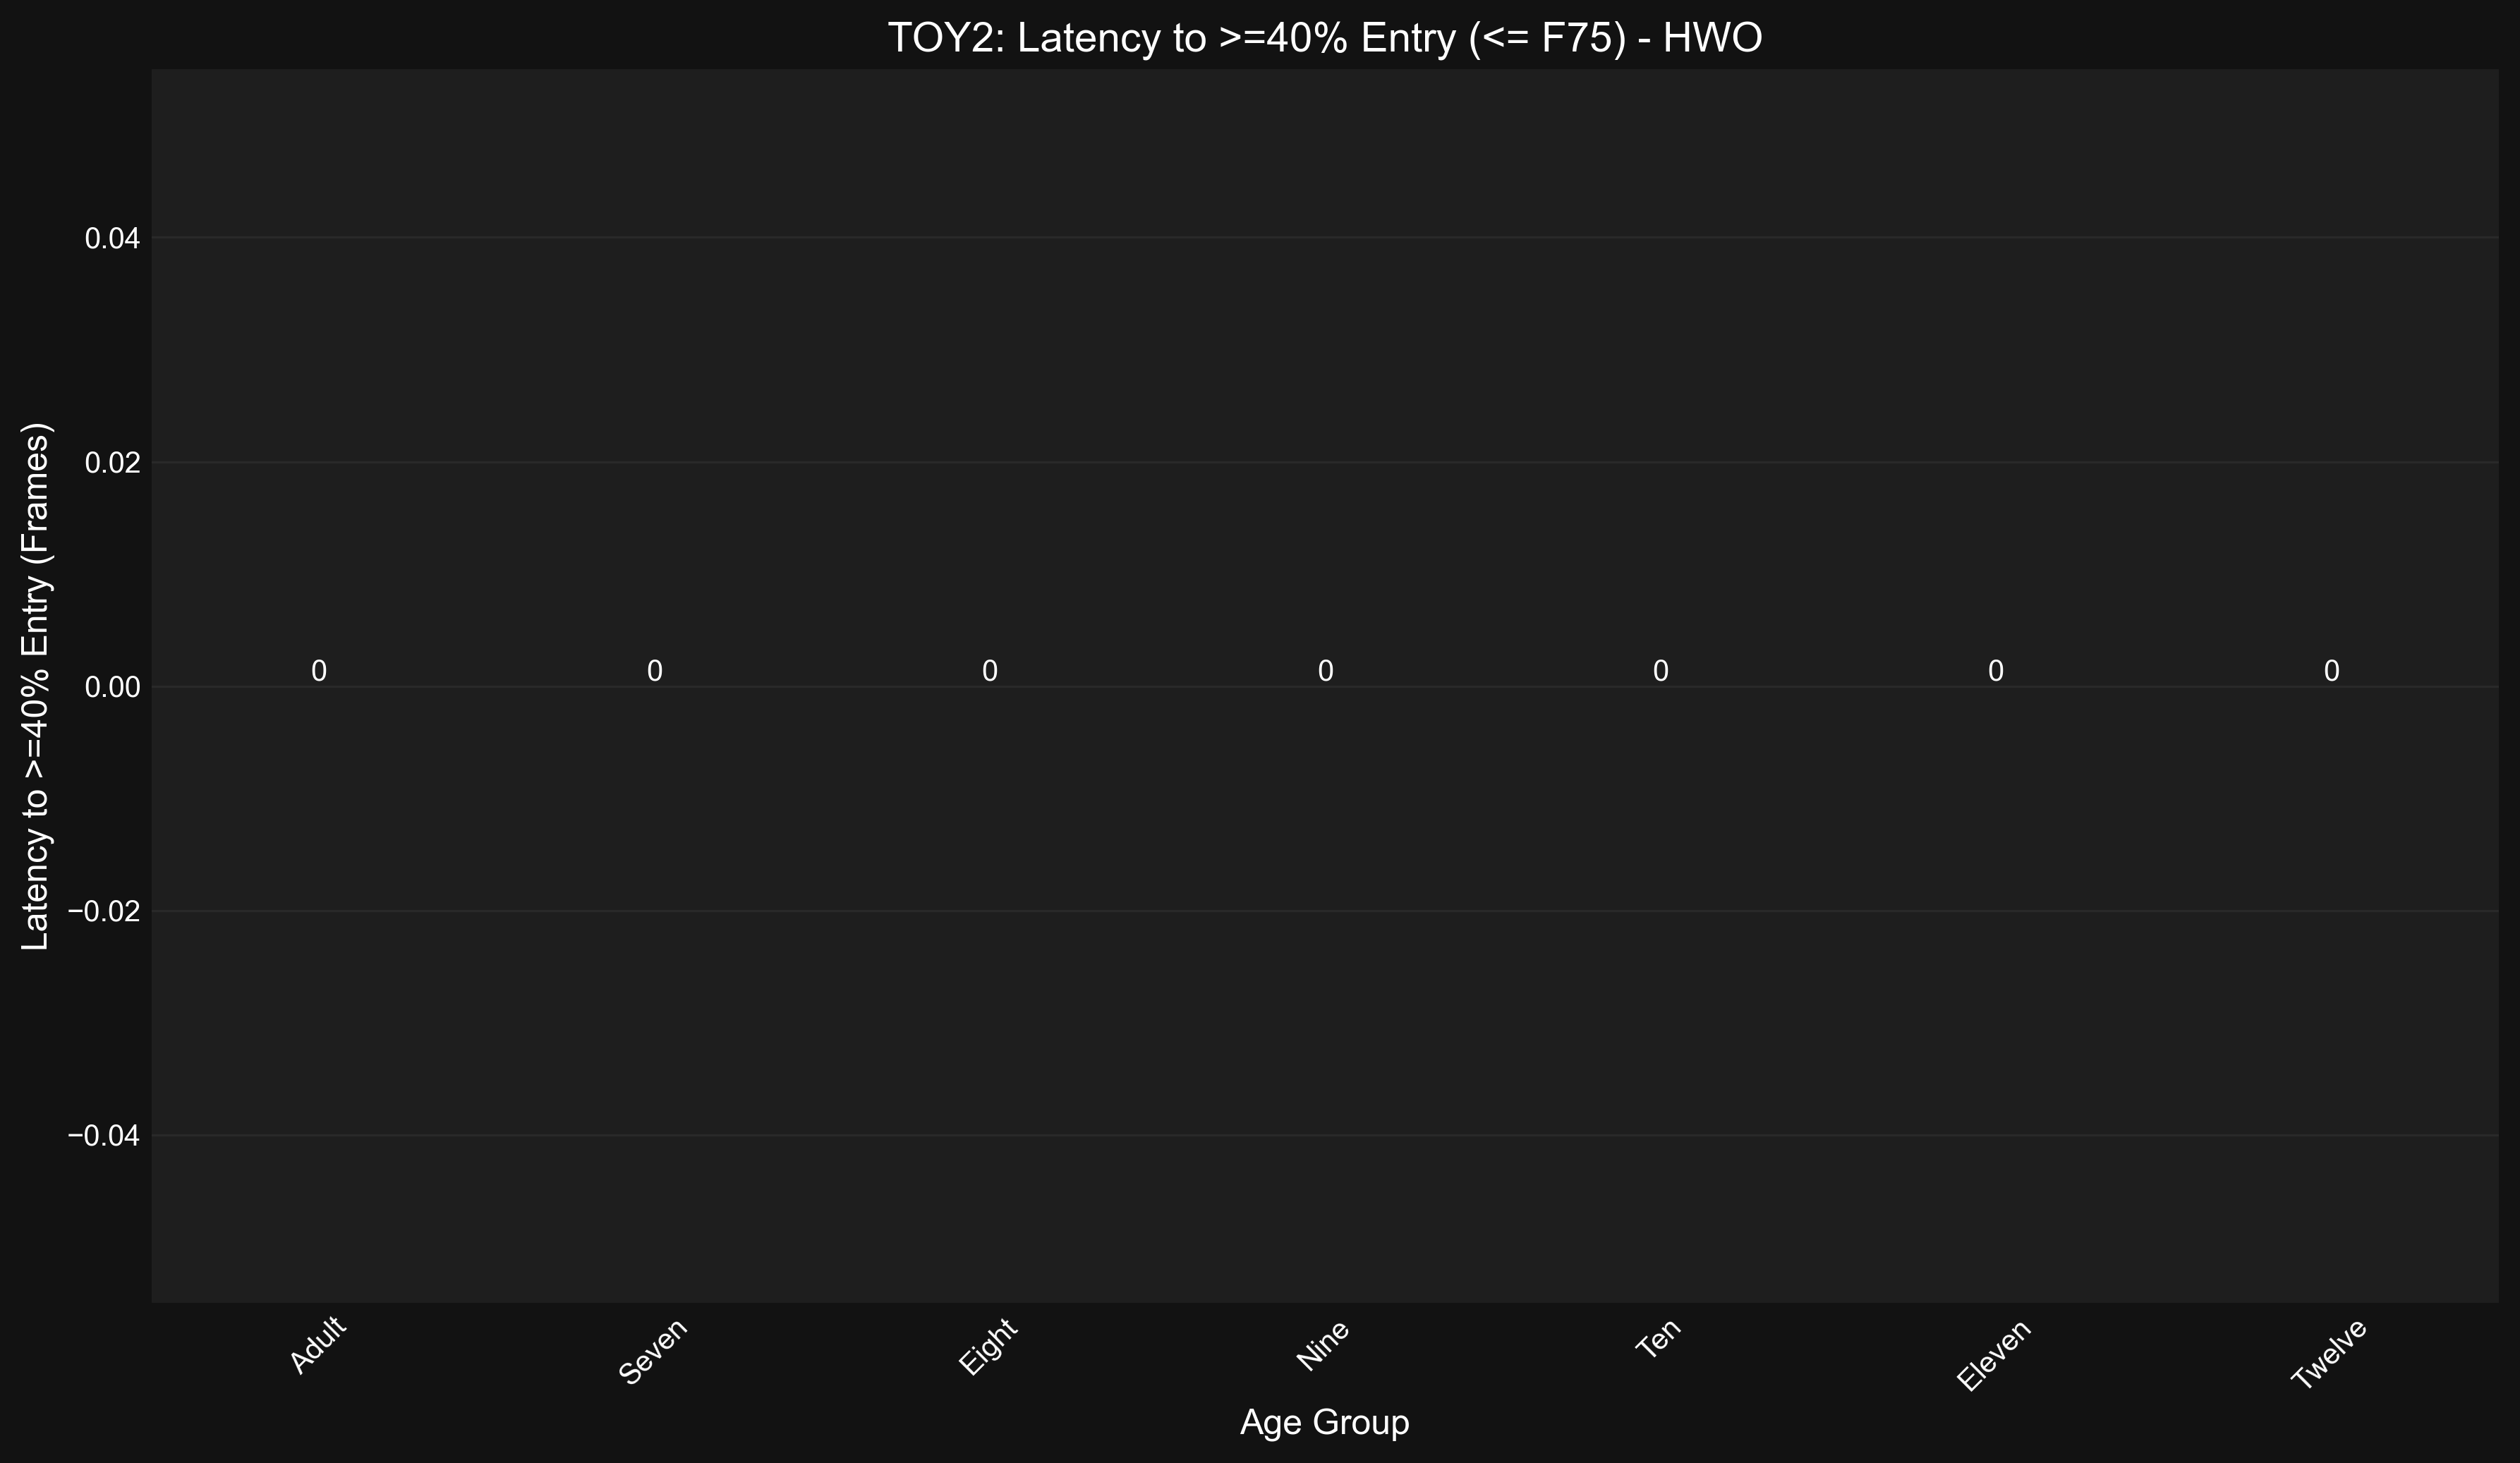 TOY2: Latency to >=40% Entry (<= F75) - HWO
Latency to >=40% Entry (Frames)
0.04
0.02
0.00
−0.02
−0.04
0 0 0 0 0 0 0
Adult Seven Eight Nine Ten Eleven Twelve
Age Group